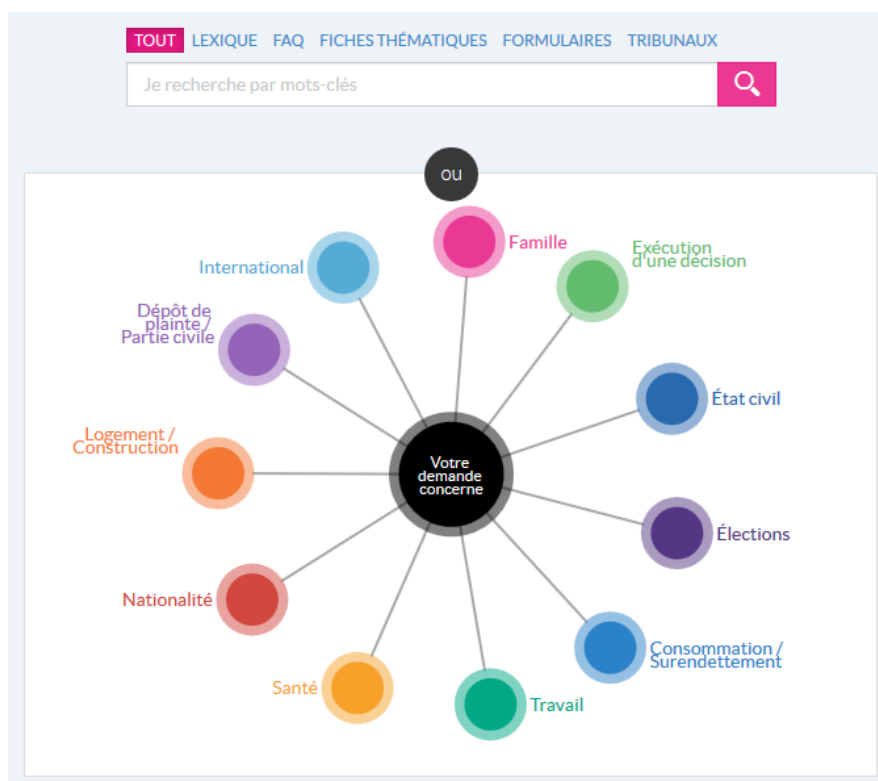 TOUT LEXIQUE FAQ FICHES THÉMATIQUES FORMULAIRES TRIBUNAUX
Je recherche par mots-clés
ou
Famille
Exécution
d'une décision
International
Dépôt de
plainte /
Partie civile
État civil
Logement /
Construction
Votre
demande
concerne
Élections
Nationalité
Consommation /
Surendettement
Santé
Travail